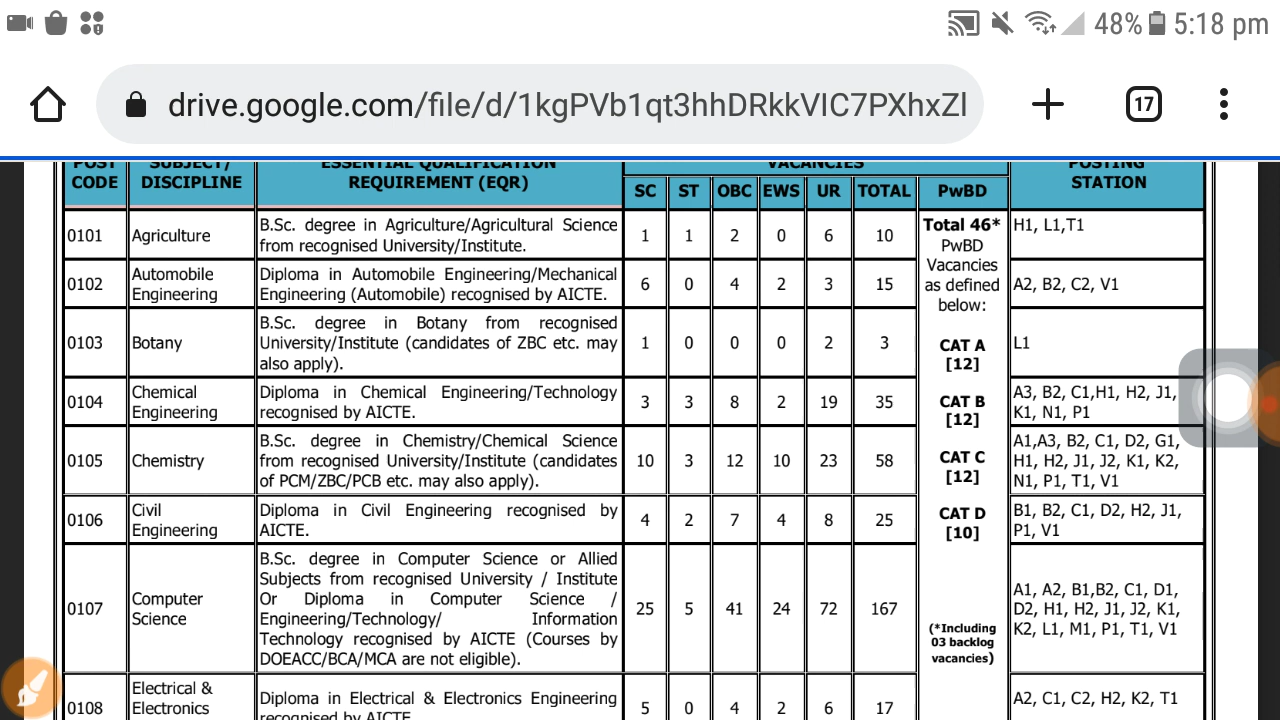 48% 5:18 pm
drive.google.com/file/d/1kgPVb1qt3hhDRkkVIC7PXhxZl
17
POST CODE
SUBJECT/ DISCIPLINE
ESSENTIAL QUALIFICATION REQUIREMENT (EQR)
VACANCIES
POSTING STATION
SC ST OBC EWS UR TOTAL PwBD
0101 Agriculture
B.Sc. degree in Agriculture/Agricultural Science
from recognised University/Institute.
1 1 2 0 6 10
H1, L1,T1
0102
Automobile
Engineering
Diploma in Automobile Engineering/Mechanical
Engineering (Automobile) recognised by AICTE.
6 0 4 2 3 15
A2, B2, C2, V1
0103 Botany
B.Sc. degree in Botany from recognised
University/Institute (candidates of ZBC etc. may
also apply).
1 0 0 0 2 3
L1
0104
Chemical
Engineering
Diploma in Chemical Engineering/Technology
recognised by AICTE.
3 3 8 2 19 35
A3, B2, C1,H1, H2, J1,
K1, N1, P1
0105 Chemistry
B.Sc. degree in Chemistry/Chemical Science
from recognised University/Institute (candidates
of PCM/ZBC/PCB etc. may also apply).
10 3 12 10 23 58
A1,A3, B2, C1, D2, G1,
H1, H2, J1, J2, K1, K2,
N1, P1, T1, V1
0106
Civil
Engineering
Diploma in Civil Engineering recognised by
AICTE.
4 2 7 4 8 25
B1, B2, C1, D2, H2, J1,
P1, V1
0107
Computer
Science
B.Sc. degree in Computer Science or Allied
Subjects from recognised University / Institute
Or Diploma in Computer Science /
Engineering/Technology/ Information
Technology recognised by AICTE (Courses by
DOEACC/BCA/MCA are not eligible).
25 5 41 24 72 167
A1, A2, B1,B2, C1, D1,
D2, H1, H2, J1, J2, K1,
K2, L1, M1, P1, T1, V1
0108
Electrical &
Electronics
Diploma in Electrical & Electronics Engineering
recognised by AICTE
5 0 4 2 6 17
A2, C1, C2, H2, K2, T1
Total 46*
PwBD
Vacancies
as defined
below:
CAT A
[12]
CAT B
[12]
CAT C
[12]
CAT D
[10]
(*Including
03 backlog
vacancies)